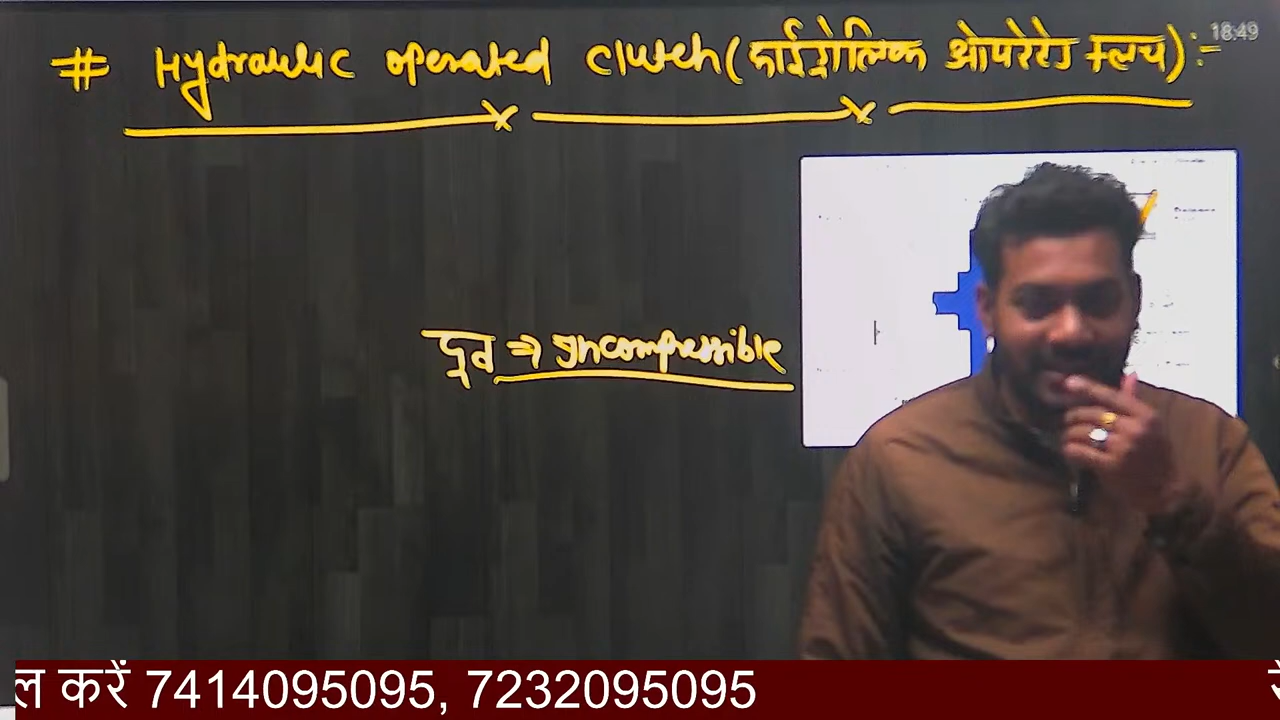 # Hydraulic operated clutch (हाईड्रोलिक ओपरेटेड क्लच) :-
18:49
द्रव ⇒ Incompressible
ल करें 7414095095, 7232095095